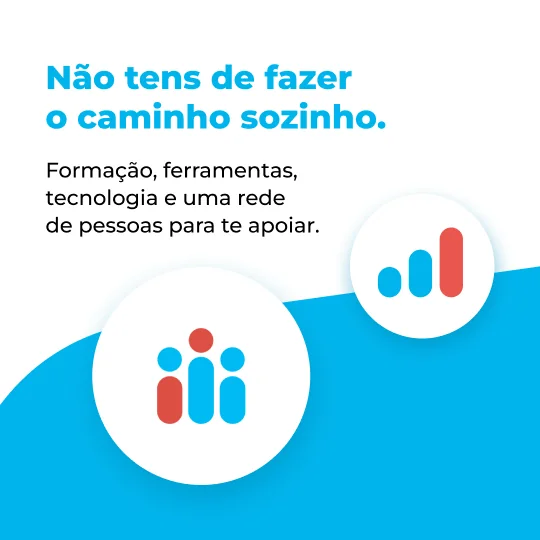 Não tens de fazer
o caminho sozinho.
Formação, ferramentas,
tecnologia e uma rede
de pessoas para te apoiar.